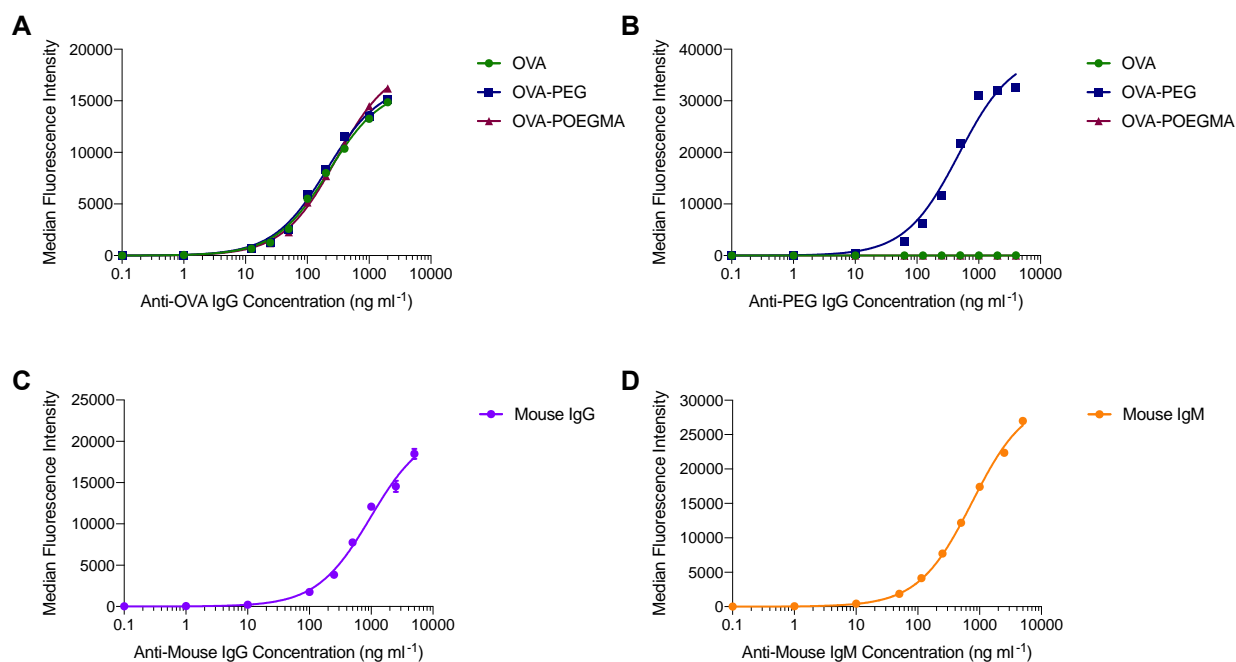 A
Median Fluorescence Intensity
20000
15000
10000
5000
0
0.1 1 10 100 1000 10000
Anti-OVA IgG Concentration (ng ml⁻¹)
OVA
OVA-PEG
OVA-POEGMA
B
Median Fluorescence Intensity
40000
30000
20000
10000
0
0.1 1 10 100 1000 10000
Anti-PEG IgG Concentration (ng ml⁻¹)
OVA
OVA-PEG
OVA-POEGMA
C
Median Fluorescence Intensity
25000
20000
15000
10000
5000
0
0.1 1 10 100 1000 10000
Anti-Mouse IgG Concentration (ng ml⁻¹)
Mouse IgG
D
Median Fluorescence Intensity
30000
25000
20000
15000
10000
5000
0
0.1 1 10 100 1000 10000
Anti-Mouse IgM Concentration (ng ml⁻¹)
Mouse IgM